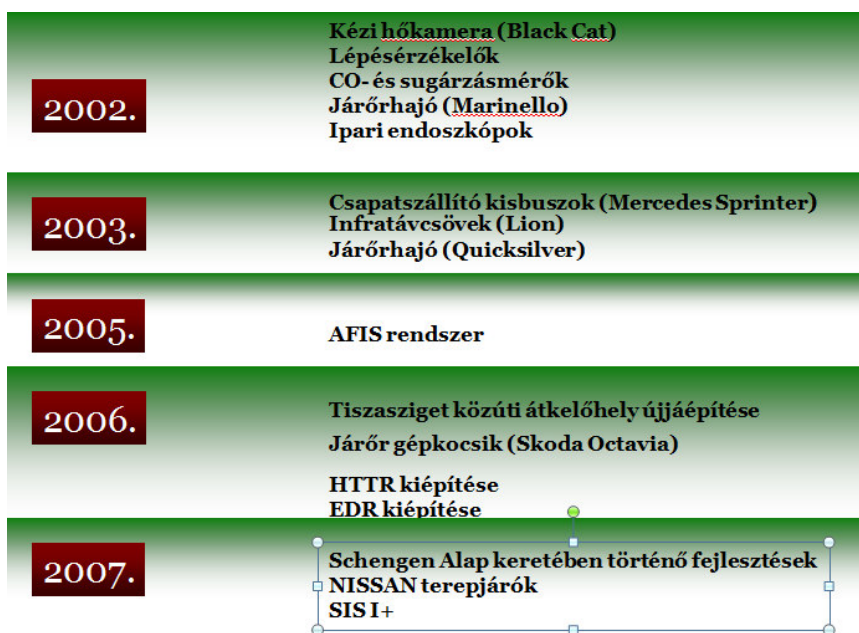 2002.
Kézi hőkamera (Black Cat)
Lépésérzékelők
CO- és sugárzásmérők
Járőrhajó (Marinello)
Ipari endoszkópok
2003.
Csapatszállító kisbuszok (Mercedes Sprinter)
Infratávcsövek (Lion)
Járőrhajó (Quicksilver)
2005.
AFIS rendszer
2006.
Tiszasziget közúti átkelőhely újjáépítése
Járőr gépkocsik (Skoda Octavia)
HTTR kiépítése
EDR kiépítése
2007.
Schengen Alap keretében történő fejlesztések
NISSAN terepjárók
SIS I+